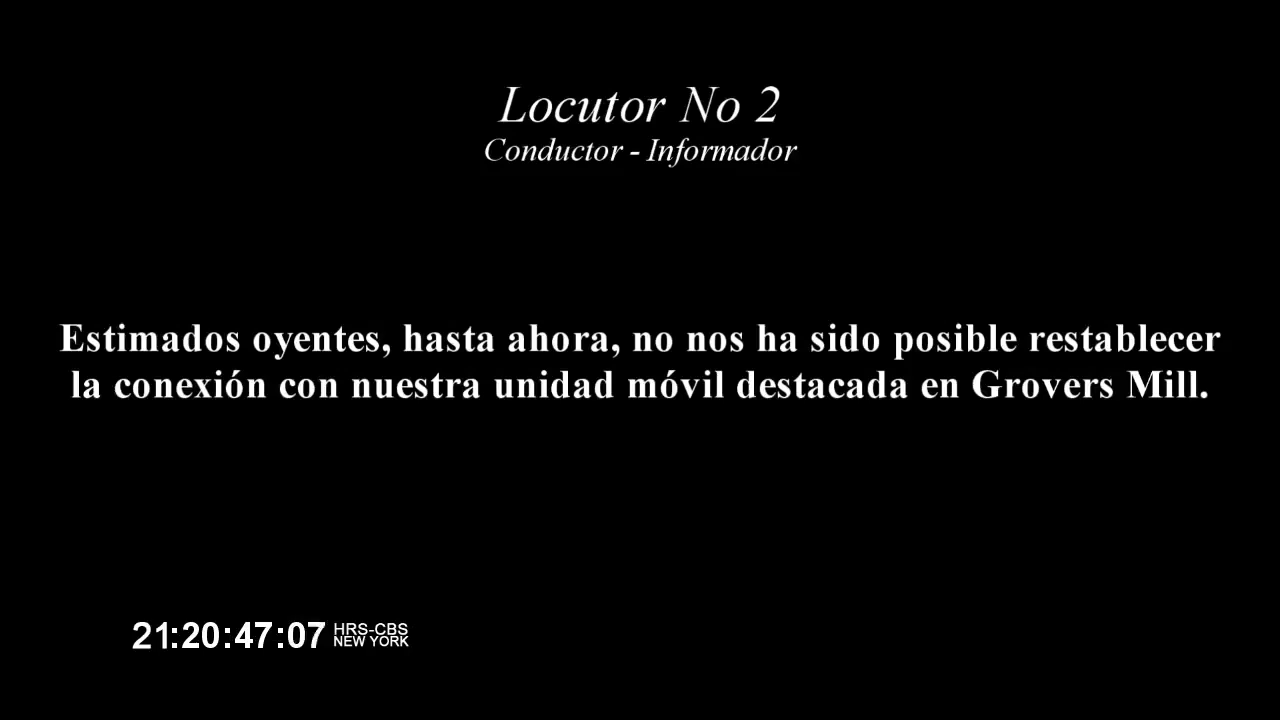 Locutor No 2
Conductor - Informador
Estimados oyentes, hasta ahora, no nos ha sido posible restablecer
la conexión con nuestra unidad móvil destacada en Grovers Mill.
21:20:47:07 HRS-CBS
NEW YORK